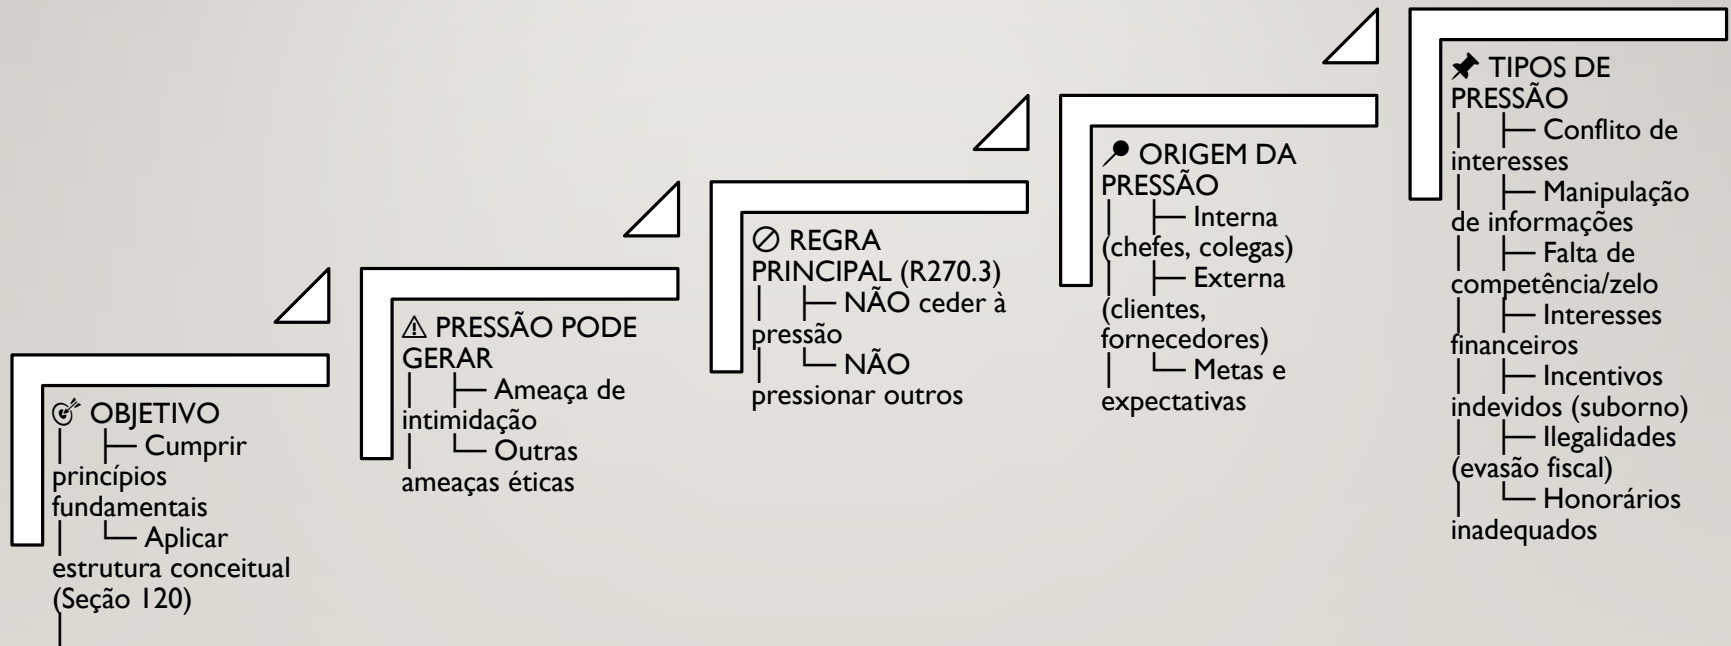 🎯 OBJETIVO
│ ├── Cumprir
princípios
fundamentais
│ └── Aplicar
estrutura conceitual
(Seção 120)
│
⚠ PRESSÃO PODE
GERAR
│ ├── Ameaça de
intimidação
│ └── Outras
ameaças éticas
🚫 REGRA
PRINCIPAL (R270.3)
│ ├── NÃO ceder à
pressão
│ └── NÃO
pressionar outros
📍 ORIGEM DA
PRESSÃO
│ ├── Interna
(chefes, colegas)
│ ├── Externa
(clientes,
fornecedores)
│ └── Metas e
expectativas
📌 TIPOS DE
PRESSÃO
│ ├── Conflito de
interesses
│ ├── Manipulação
de informações
│ ├── Falta de
competência/zelo
│ ├── Interesses
financeiros
│ ├── Incentivos
indevidos (suborno)
│ ├── Ilegalidades
(evasão fiscal)
│ └── Honorários
inadequados